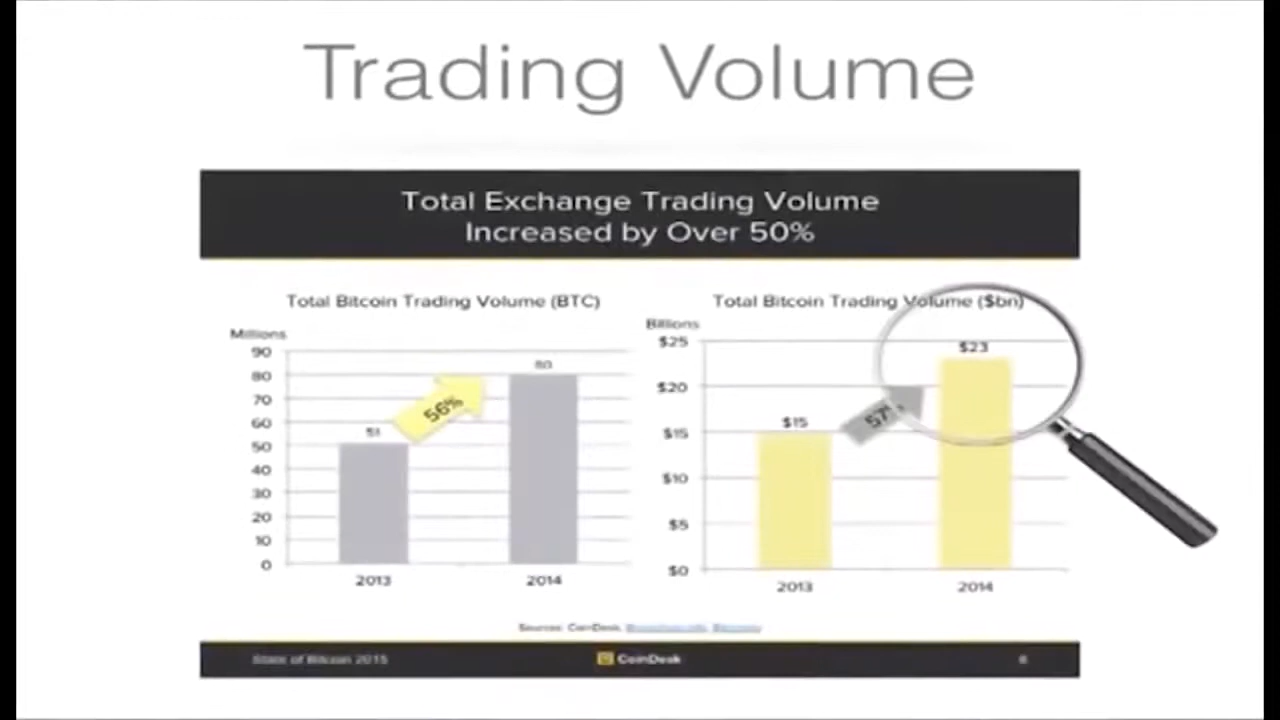 Trading Volume
Total Exchange Trading Volume
Increased by Over 50%
Total Bitcoin Trading Volume (BTC)
Millions
90
80
70
60
50
40
30
20
10
0
51
56%
80
2013
2014
Total Bitcoin Trading Volume ($bn)
Billions
$25
$20
$15
$10
$5
$0
$15
57%
$23
2013
2014
Sources: CoinDesk,
State of Bitcoin 2015
CoinDesk